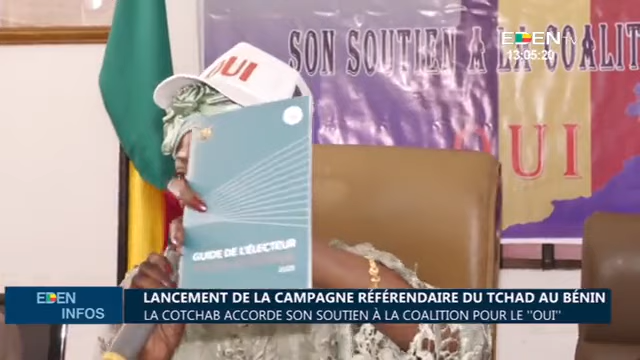 SON SOUTIEN A LA COALIT
EDEN TV
13:05:20
OUI
OUI
GUIDE DE L'ÉLECTEUR
EDEN
INFOS
LANCEMENT DE LA CAMPAGNE RÉFÉRENDAIRE DU TCHAD AU BÉNIN
LA COTCHAB ACCORDE SON SOUTIEN À LA COALITION POUR LE "OUI"